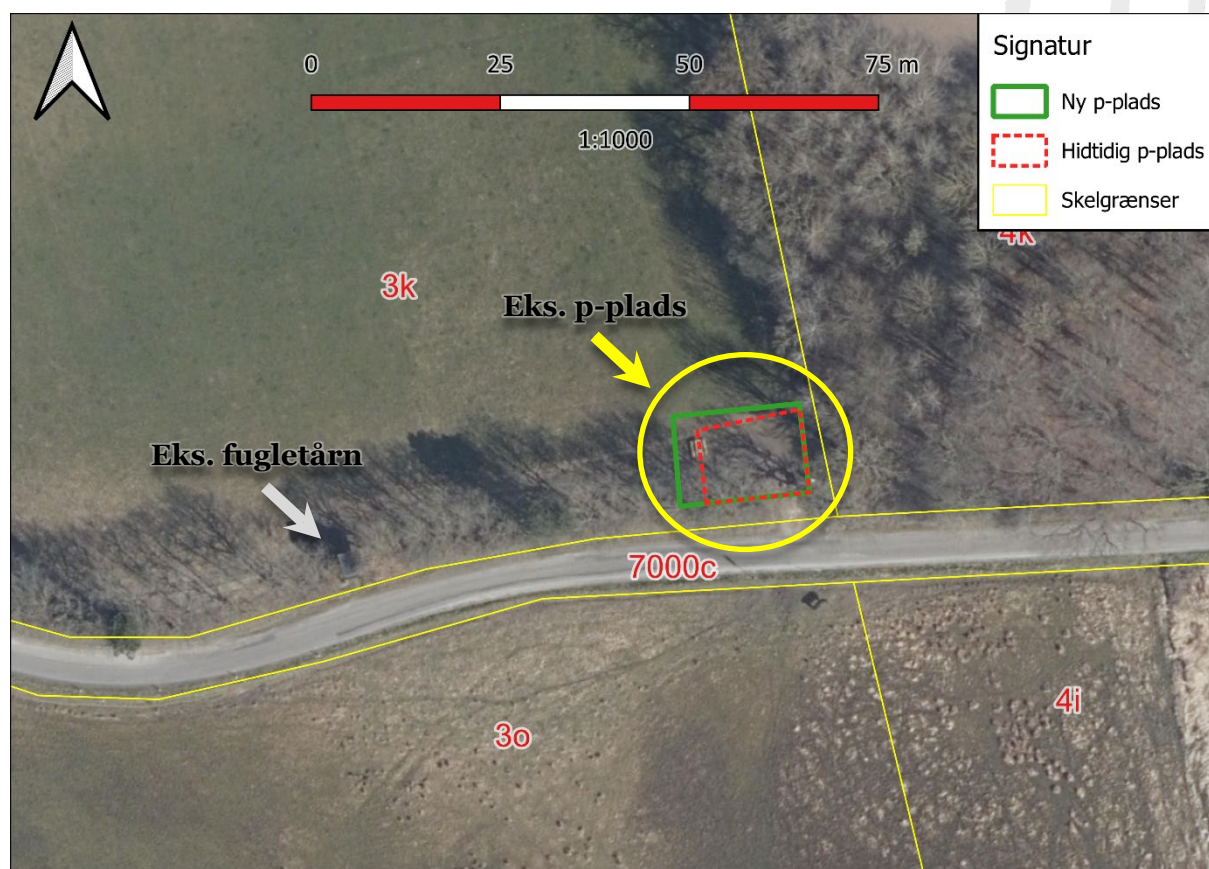 0 25 50 75 m
1:1000
Signatur
Ny p-plads
Hidtidig p-plads
Skelgrænser
4k
3k
Eks. p-plads
Eks. fugletårn
7000c
4i
3o